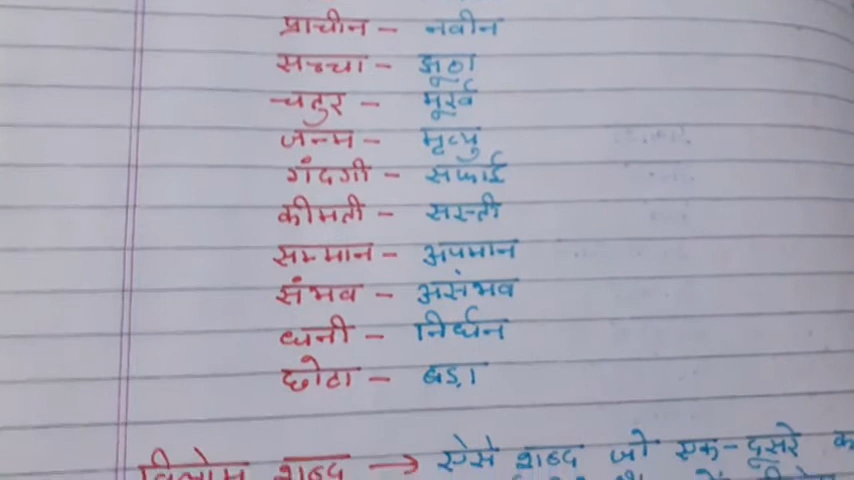 प्राचीन - नवीन
सच्चा - झूठा
चतुर - मूर्ख
जन्म - मृत्यु
गंदगी - सफाई
कीमती - सस्ती
सम्मान - अपमान
संभव - असंभव
धनी - निर्धन
छोटा - बड़ा
विलोम शब्द → ऐसे शब्द जो एक-दूसरे